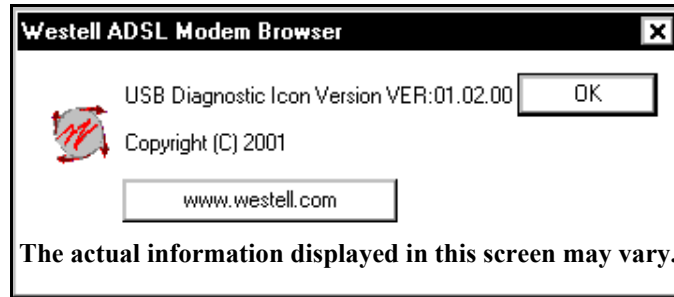 Westell ADSL Modem Browser
USB Diagnostic Icon Version VER:01.02.00 OK
Copyright (C) 2001
www.westell.com
The actual information displayed in this screen may vary.